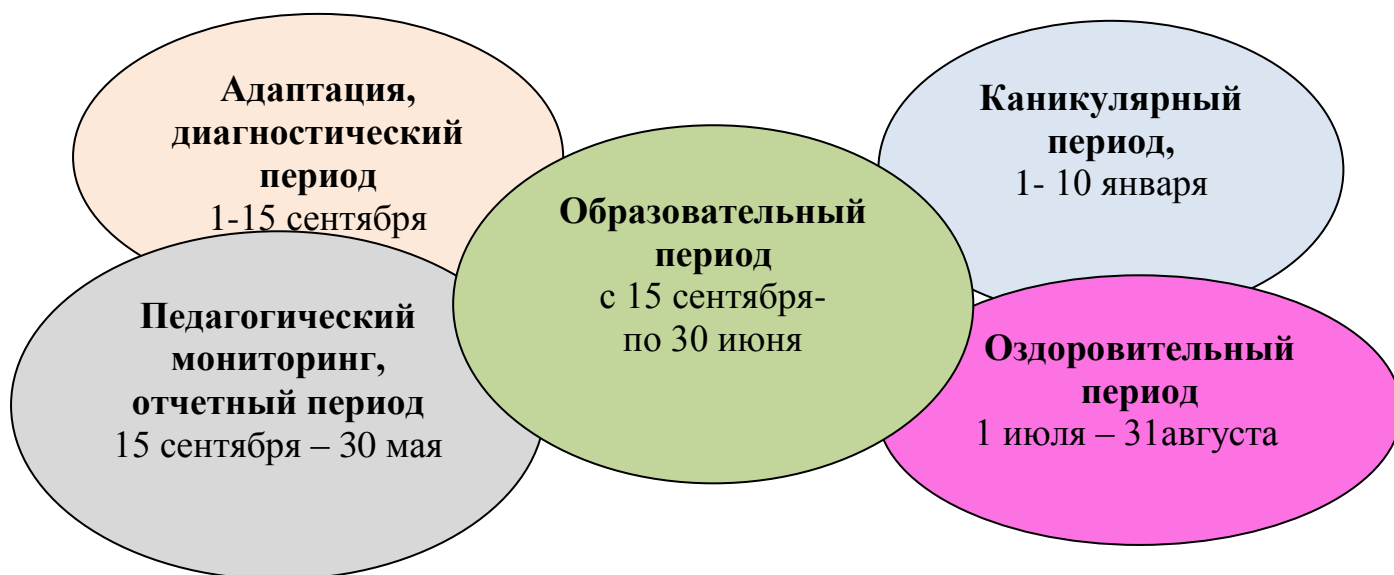 Адаптация,
диагностический
период
1-15 сентября
Педагогический
мониторинг,
отчетный период
15 сентября – 30 мая
Образовательный
период
с 15 сентября-
по 30 июня
Каникулярный
период,
1- 10 января
Оздоровительный
период
1 июля – 31августа